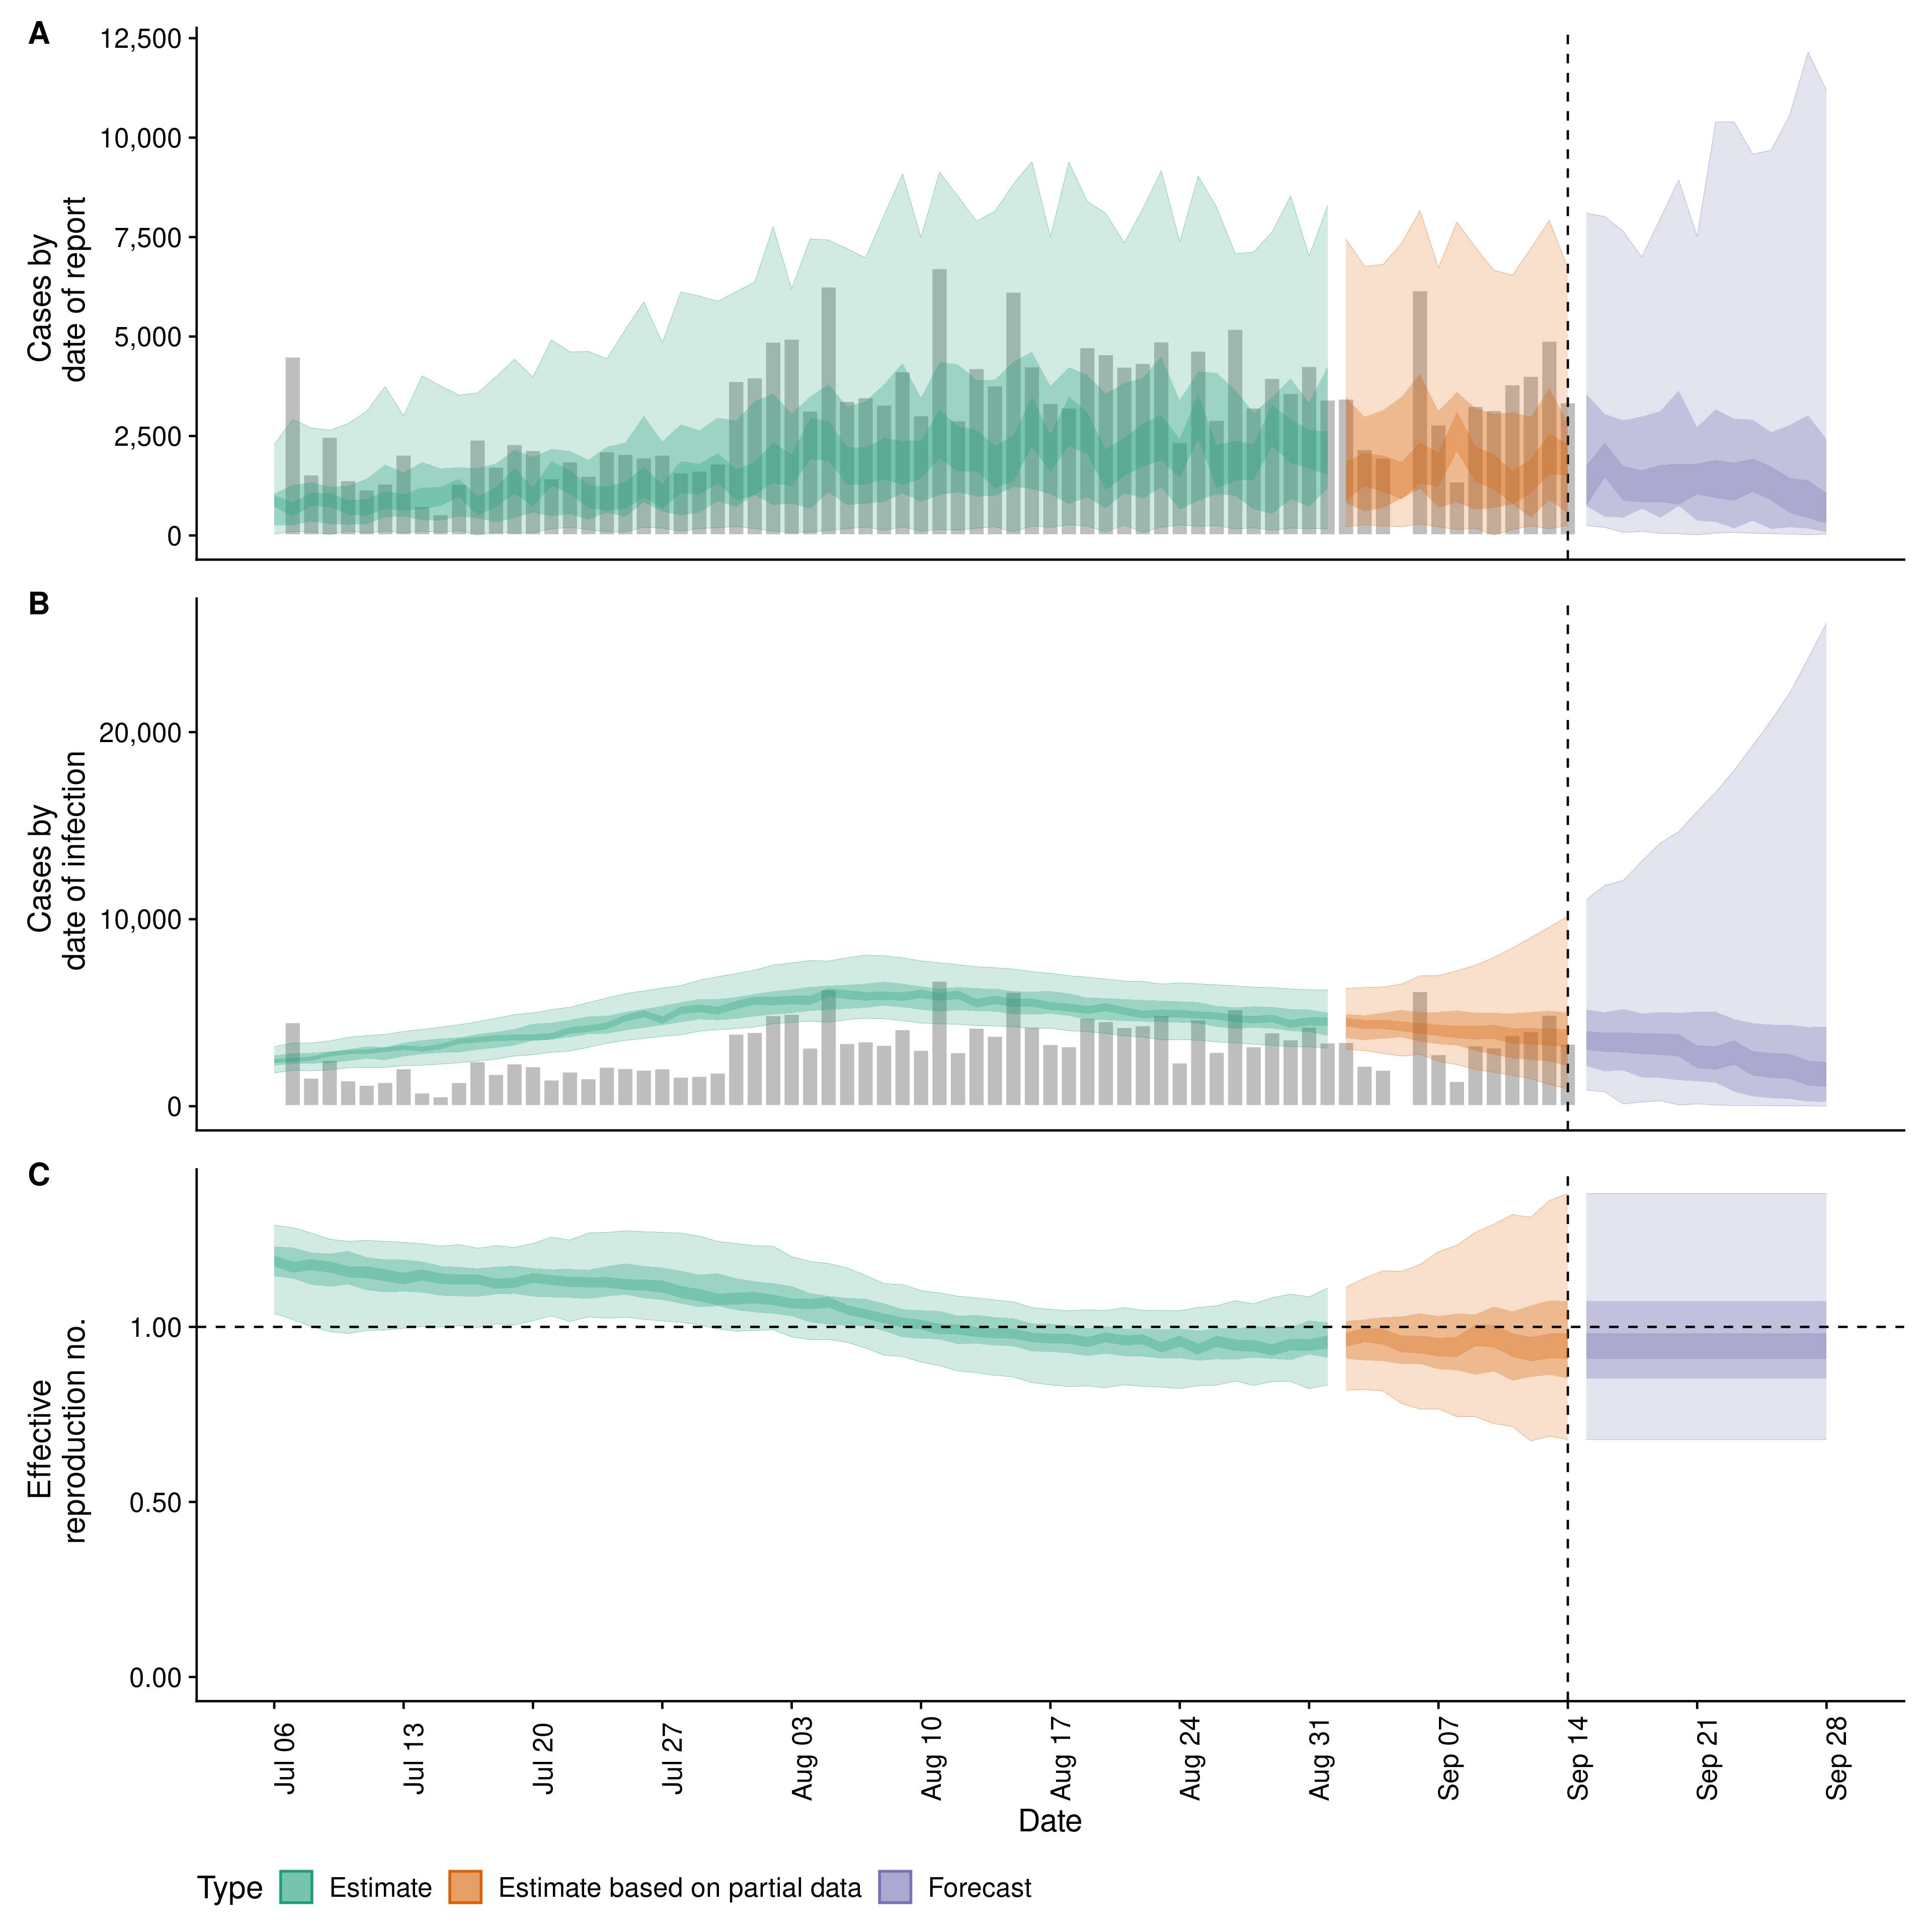 A
Cases by
date of report
12,500
10,000
7,500
5,000
2,500
0
B
Cases by
date of infection
20,000
10,000
0
C
Effective
reproduction no.
1.00
0.50
0.00
Jul 06
Jul 13
Jul 20
Jul 27
Aug 03
Aug 10
Aug 17
Aug 24
Aug 31
Sep 07
Sep 14
Sep 21
Sep 28
Date
Type Estimate Estimate based on partial data Forecast